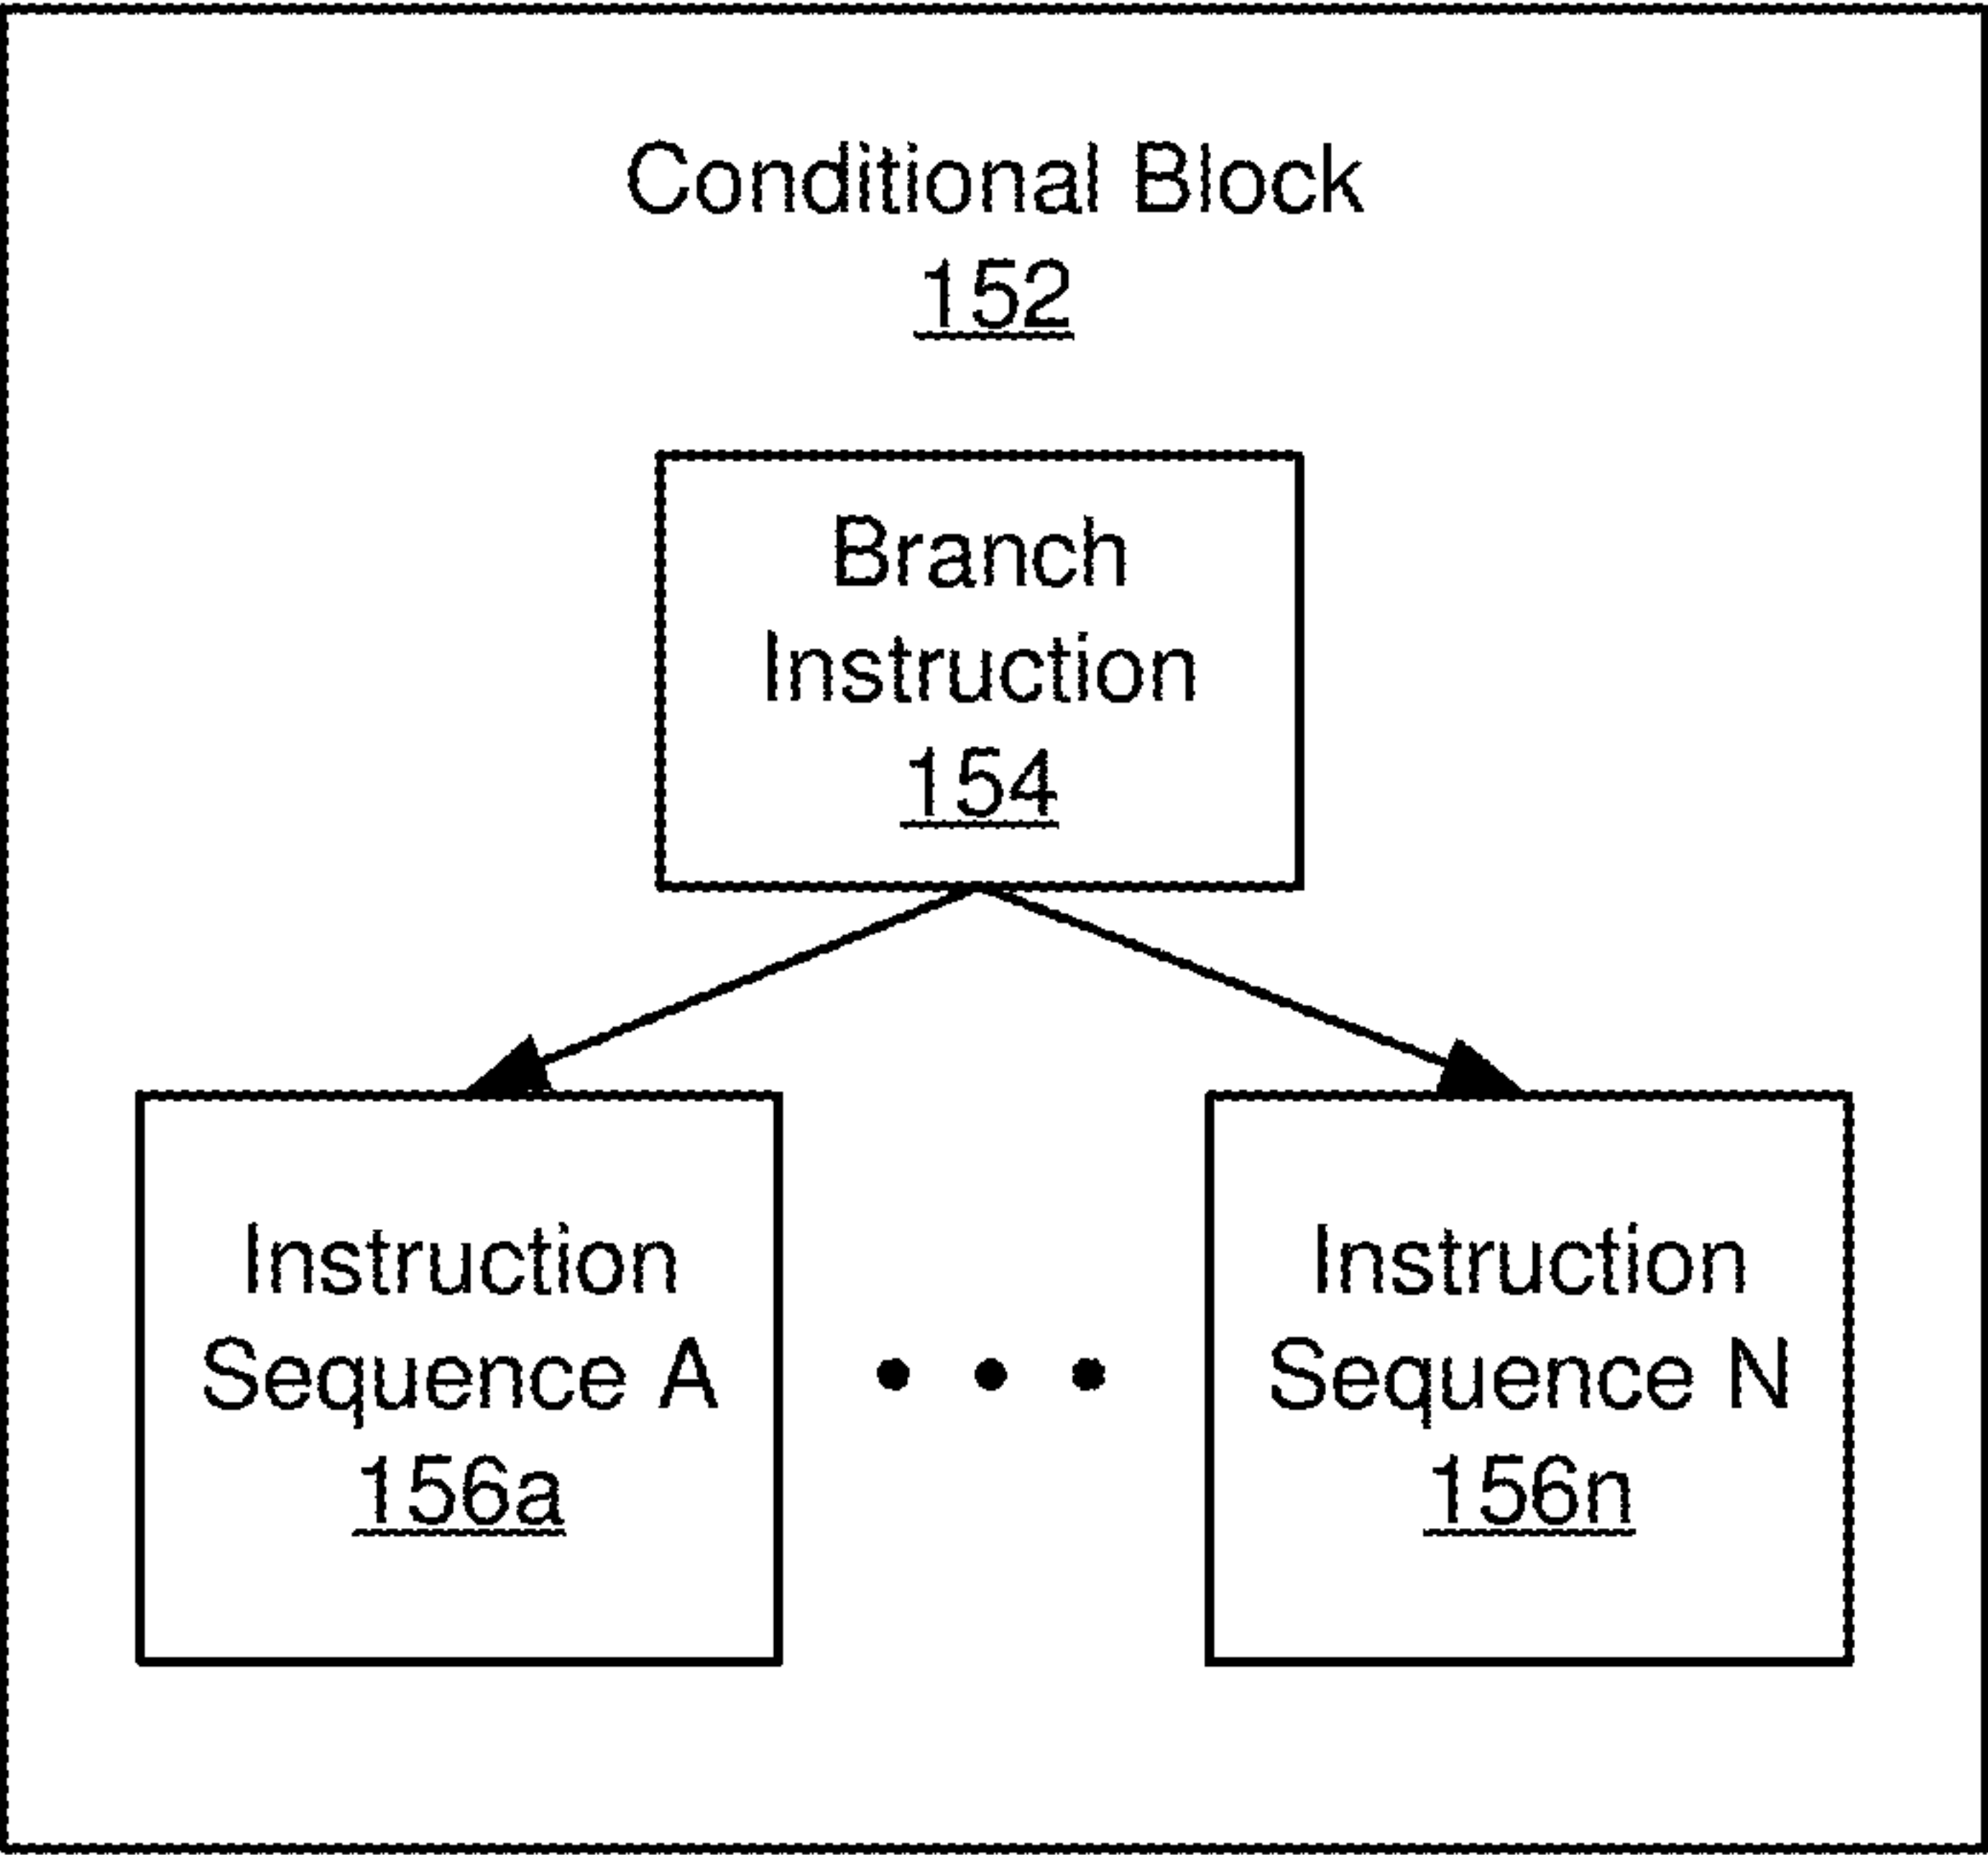 Conditional Block
152
Branch
Instruction
154
Instruction
Sequence A
156a
Instruction
Sequence N
156n